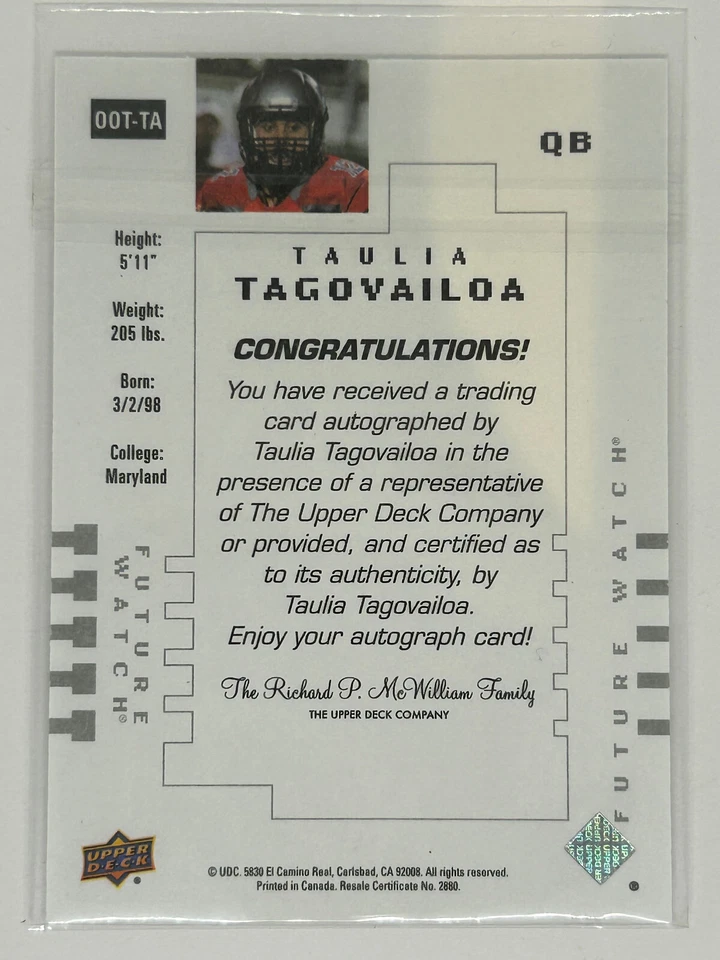 00T-TA
QB
Height:
5'11"
Weight:
205 lbs.
Born:
3/2/98
College:
Maryland
TAULIA
TAGOVAILOA
CONGRATULATIONS!
You have received a trading
card autographed by
Taulia Tagovailoa in the
presence of a representative
of The Upper Deck Company
or provided, and certified as
to its authenticity, by
Taulia Tagovailoa.
Enjoy your autograph card!
The Richard P. McWilliam Family
THE UPPER DECK COMPANY
FUTURE
WATCH®
FUTURE WATCH®
UPPER
D·E·C·K
© UDC. 5830 El Camino Real, Carlsbad, CA 92008. All rights reserved.
Printed in Canada. Resale Certificate No. 2880.